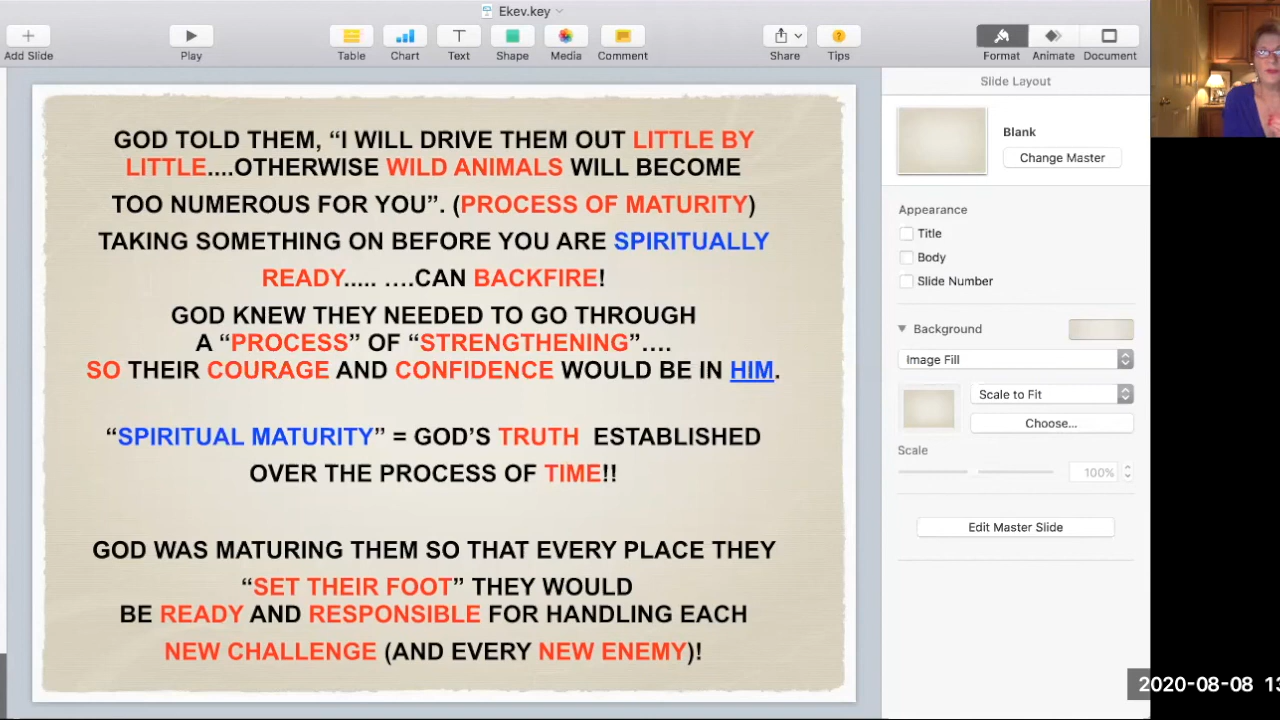 Ekev.key
Add Slide
Play
Table
Chart
Text
Shape
Media
Comment
Share
Tips
Format
Animate
Document
GOD TOLD THEM, “I WILL DRIVE THEM OUT LITTLE BY
LITTLE....OTHERWISE WILD ANIMALS WILL BECOME
TOO NUMEROUS FOR YOU”. (PROCESS OF MATURITY)
TAKING SOMETHING ON BEFORE YOU ARE SPIRITUALLY
READY..... ....CAN BACKFIRE!
GOD KNEW THEY NEEDED TO GO THROUGH
A “PROCESS” OF “STRENGTHENING”....
SO THEIR COURAGE AND CONFIDENCE WOULD BE IN HIM.
“SPIRITUAL MATURITY” = GOD’S TRUTH ESTABLISHED
OVER THE PROCESS OF TIME!!
GOD WAS MATURING THEM SO THAT EVERY PLACE THEY
“SET THEIR FOOT” THEY WOULD
BE READY AND RESPONSIBLE FOR HANDLING EACH
NEW CHALLENGE (AND EVERY NEW ENEMY)!
Slide Layout
Blank
Change Master
Appearance
Title
Body
Slide Number
Background
Image Fill
Scale to Fit
Choose...
Scale
100%
Edit Master Slide
2020-08-08 13